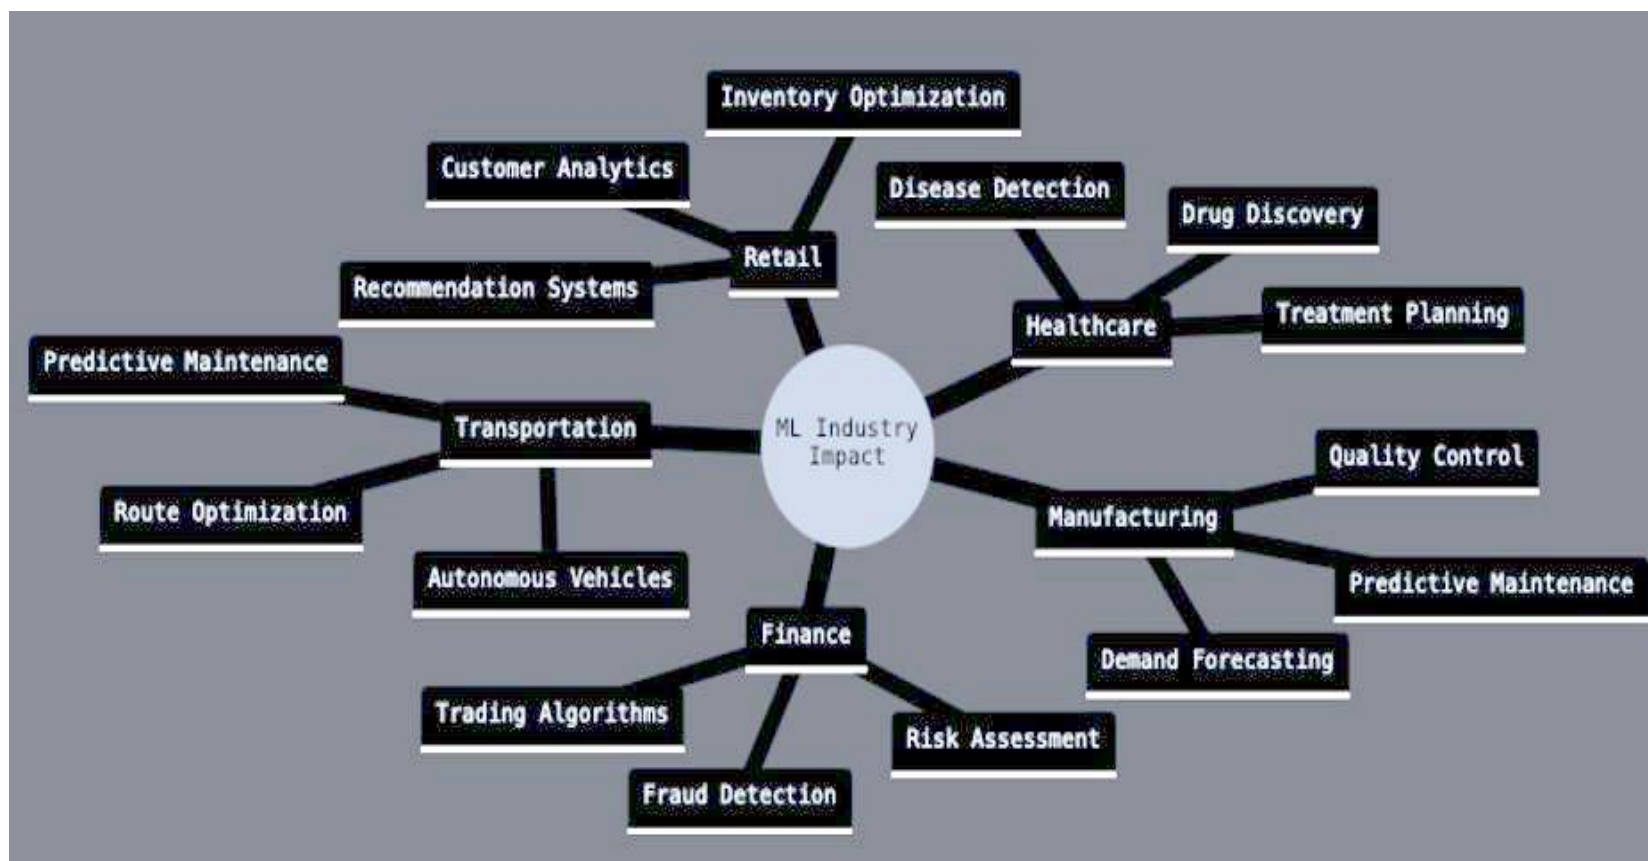 Inventory Optimization
Customer Analytics
Disease Detection
Drug Discovery
Retail
Recommendation Systems
Healthcare
Treatment Planning
Predictive Maintenance
Transportation
ML Industry
Impact
Quality Control
Route Optimization
Manufacturing
Autonomous Vehicles
Predictive Maintenance
Finance
Demand Forecasting
Trading Algorithms
Risk Assessment
Fraud Detection